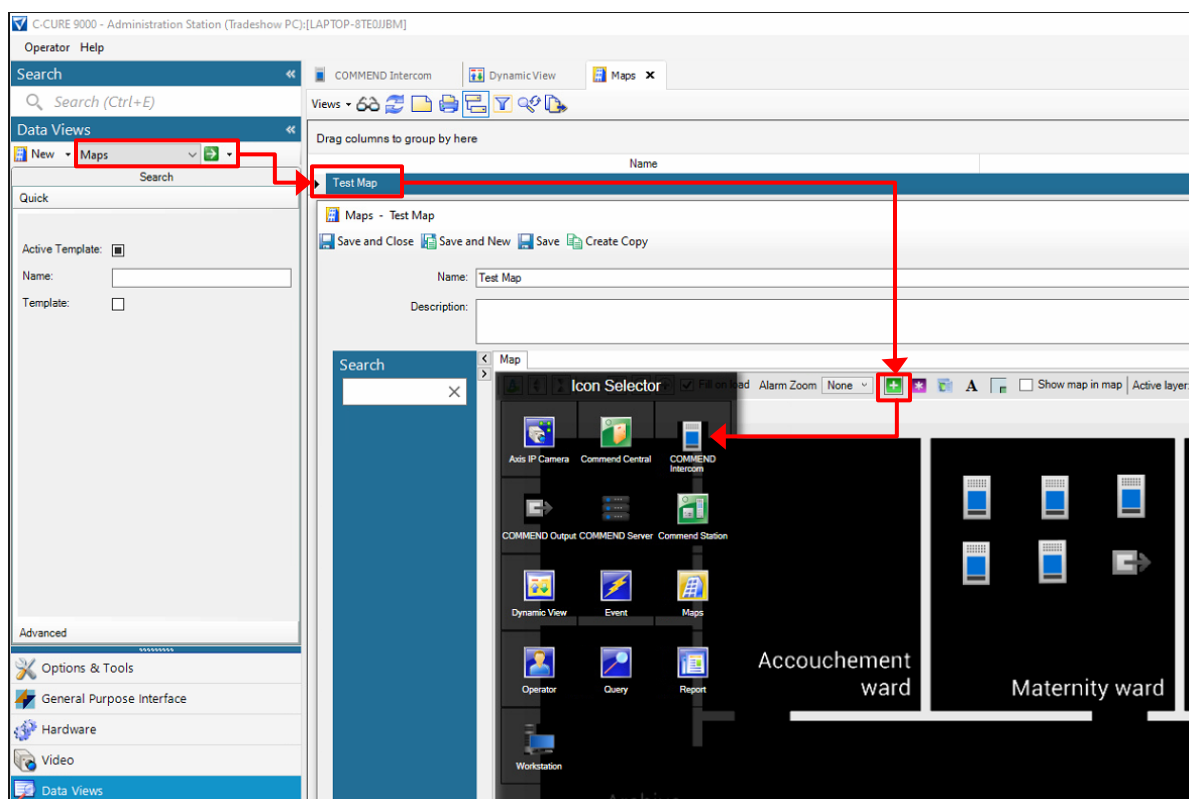 C-CURE 9000 - Administration Station (Tradeshow PC):[LAPTOP-8TE0JJBM]
Operator Help
Search «
Search (Ctrl+E)
Data Views «
New Maps
Search
Quick
Active Template:
Name:
Template:
Advanced
Options & Tools
General Purpose Interface
Hardware
Video
Data Views
COMMEND Intercom Dynamic View Maps
Views
Drag columns to group by here
Name
Test Map
Maps - Test Map
Save and Close Save and New Save Create Copy
Name: Test Map
Description:
Search
Map
Icon Selector Fill on load Alarm Zoom None A Show map in map Active layer:
Axis IP Camera Commend Central COMMEND
Intercom
COMMEND Output COMMEND Server Commend Station
Dynamic View Event Maps
Operator Query Report
Workstation
Accouchement
ward
Maternity ward